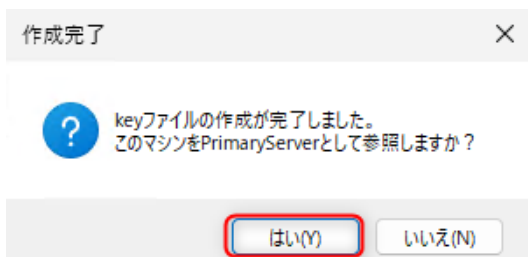 作成完了
keyファイルの作成が完了しました。
このマシンをPrimaryServerとして参照しますか？
はい(Y)
いいえ(N)